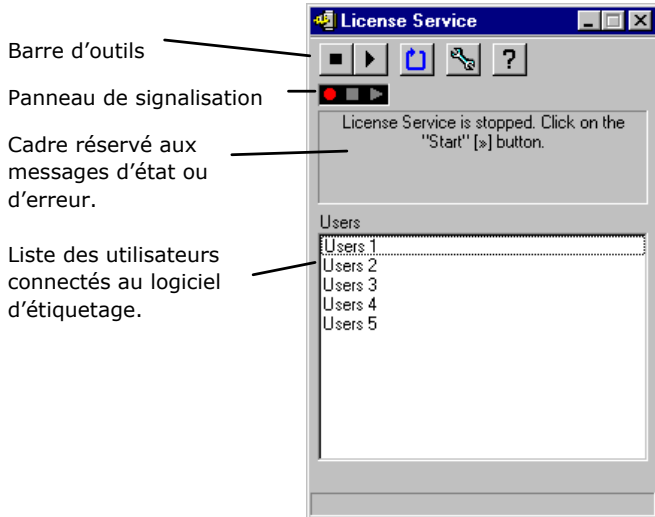 License Service
Barre d’outils
Panneau de signalisation
License Service is stopped. Click on the
"Start" [»] button.
Cadre réservé aux
messages d’état ou
d’erreur.
Users
Users 1
Users 2
Users 3
Users 4
Users 5
Liste des utilisateurs
connectés au logiciel
d’étiquetage.